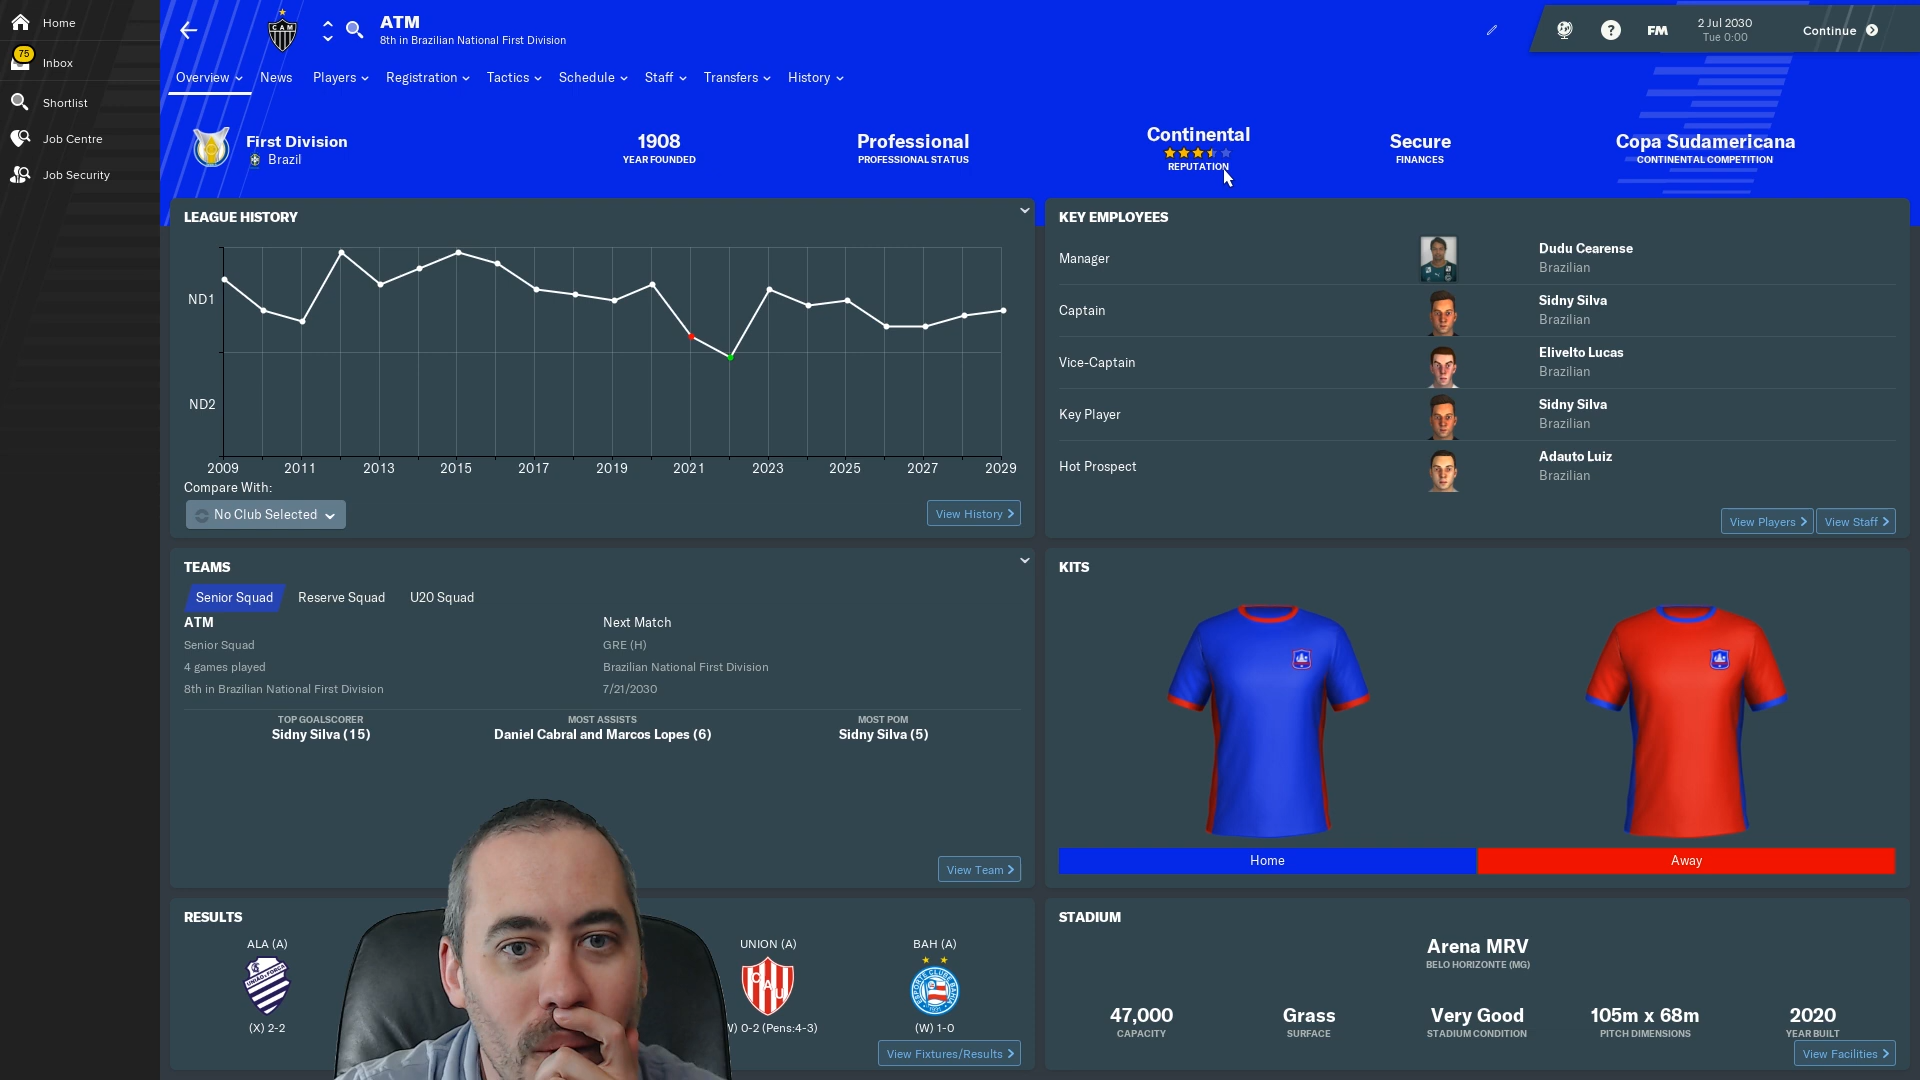 Home
75
Inbox
Shortlist
Job Centre
Job Security
CAM
ATM
8th in Brazilian National First Division
?
FM
2 Jul 2030
Tue 0:00
Continue
Overview
News
Players
Registration
Tactics
Schedule
Staff
Transfers
History
First Division
Brazil
1908
YEAR FOUNDED
Professional
PROFESSIONAL STATUS
Continental
REPUTATION
Secure
FINANCES
Copa Sudamericana
CONTINENTAL COMPETITION
LEAGUE HISTORY
ND1
ND2
2009 2011 2013 2015 2017 2019 2021 2023 2025 2027 2029
Compare With:
No Club Selected
View History
KEY EMPLOYEES
Manager
Dudu Cearense
Brazilian
Captain
Sidny Silva
Brazilian
Vice-Captain
Elivelto Lucas
Brazilian
Key Player
Sidny Silva
Brazilian
Hot Prospect
Adauto Luiz
Brazilian
View Players
View Staff
TEAMS
Senior Squad
Reserve Squad
U20 Squad
ATM
Senior Squad
4 games played
8th in Brazilian National First Division
Next Match
GRE (H)
Brazilian National First Division
7/21/2030
TOP GOALSCORER
Sidny Silva (15)
MOST ASSISTS
Daniel Cabral and Marcos Lopes (6)
MOST POM
Sidny Silva (5)
View Team
KITS
Home
Away
RESULTS
ALA (A)
(X) 2-2
UNION (A)
0-2 (Pens:4-3)
BAH (A)
(W) 1-0
View Fixtures/Results
STADIUM
Arena MRV
BELO HORIZONTE (MG)
47,000
CAPACITY
Grass
SURFACE
Very Good
STADIUM CONDITION
105m x 68m
PITCH DIMENSIONS
2020
YEAR BUILT
View Facilities